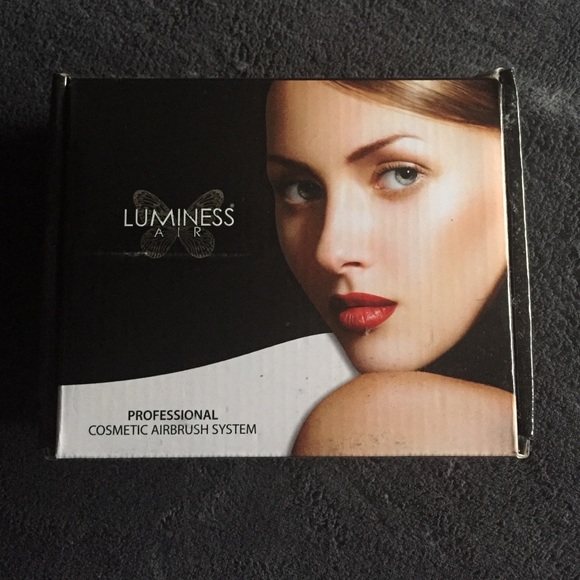 LUMINESS®
AIR
PROFESSIONAL
COSMETIC AIRBRUSH SYSTEM